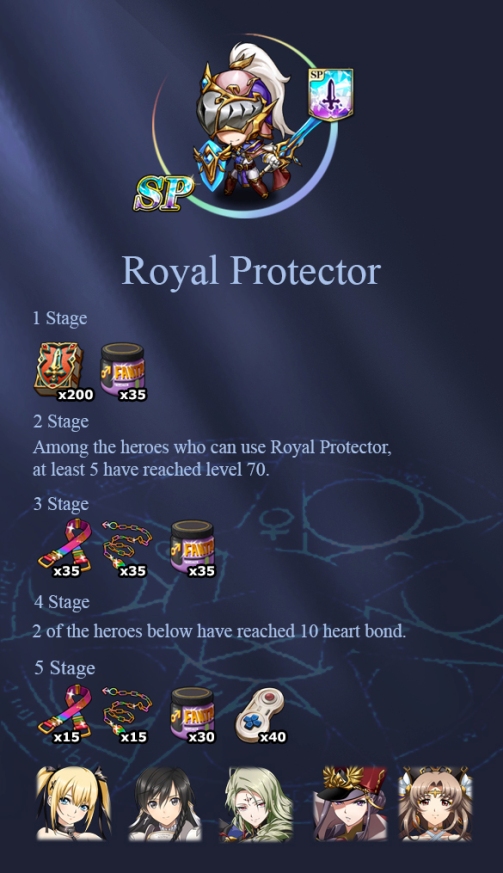 SP
SP
Royal Protector
1 Stage
x200
x35
2 Stage
Among the heroes who can use Royal Protector,
at least 5 have reached level 70.
3 Stage
x35
x35
x35
4 Stage
2 of the heroes below have reached 10 heart bond.
5 Stage
x15
x15
x30
x40